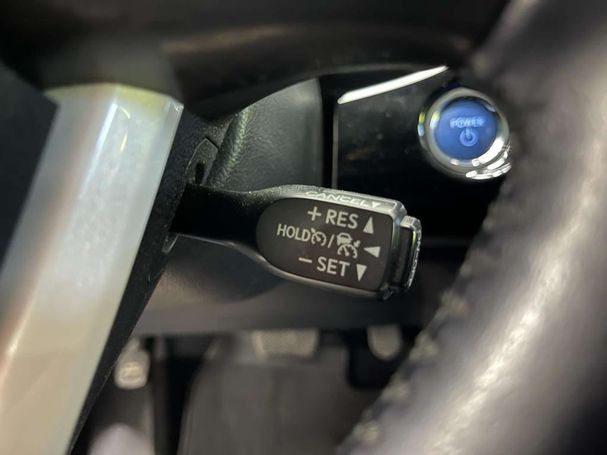 POWER
CANCEL▼
+ RES ▲
HOLD / ◀
− SET ▼